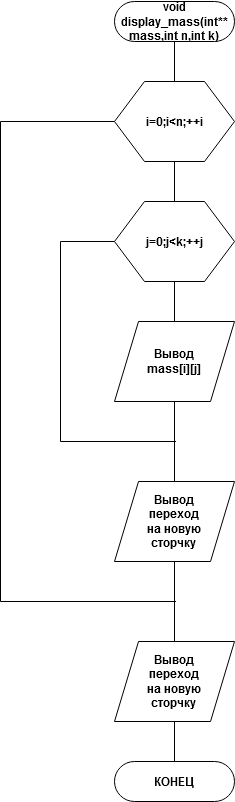 void
display_mass(int**
mass,int n,int k)
i=0;i<n;++i
j=0;j<k;++j
Вывод
mass[i][j]
Вывод
переход
на новую
сторчку
Вывод
переход
на новую
сторчку
КОНЕЦ